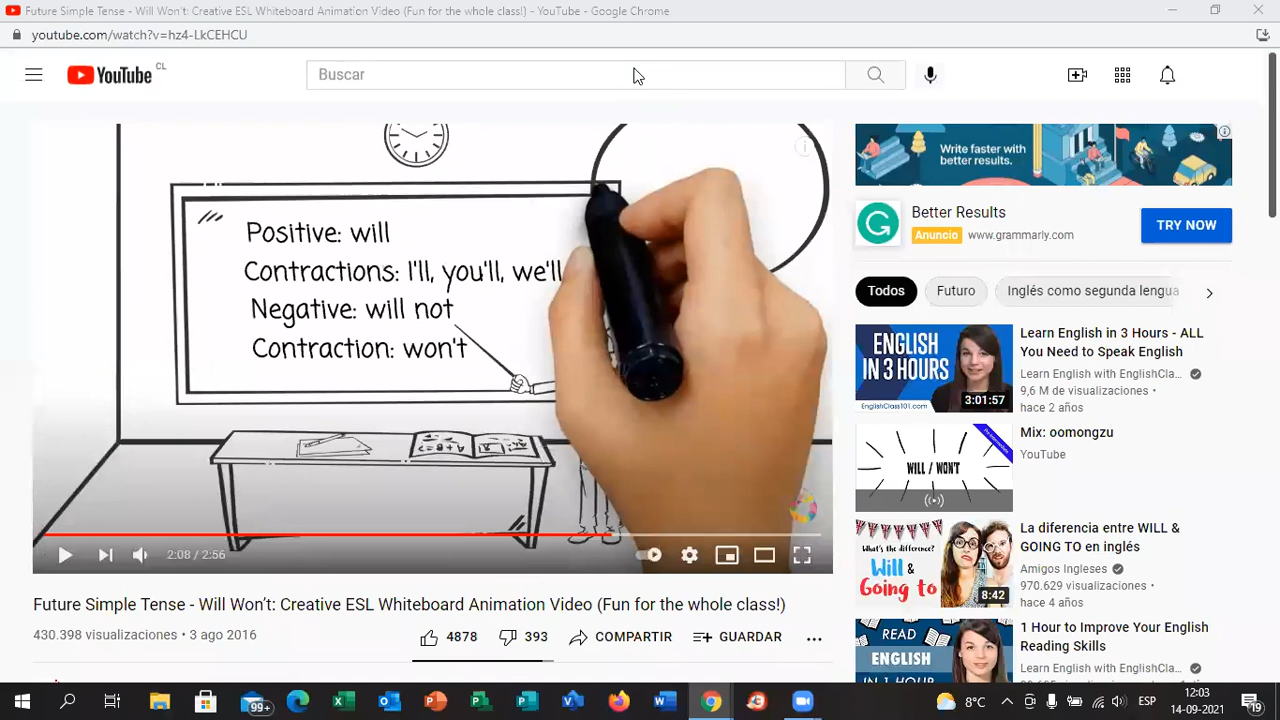 Future Simple Tense - Will Won't: Creative ESL Whiteboard Animation Video (Fun for the whole class!) - YouTube - Google Chrome
youtube.com/watch?v=hz4-LkCEHCU
YouTube CL
Buscar
Positive: will
Contractions: I'll, you'll, we'll
Negative: will not
Contraction: won't
2:08 / 2:56
Future Simple Tense - Will Won't: Creative ESL Whiteboard Animation Video (Fun for the whole class!)
430.398 visualizaciones • 3 ago 2016
4878
393
COMPARTIR
GUARDAR
Write faster with
better results.
Better Results
Anuncio www.grammarly.com
TRY NOW
Todos
Futuro
Inglés como segunda lengua
ENGLISH
IN 3 HOURS
EnglishClass101.com
3:01:57
Learn English in 3 Hours - ALL
You Need to Speak English
Learn English with EnglishCla...
9,6 M de visualizaciones •
hace 2 años
WILL / WON'T
Mix: oomongzu
YouTube
What's the difference?
Will &
Going to
8:42
La diferencia entre WILL &
GOING TO en inglés
Amigos Ingleses
970.629 visualizaciones •
hace 4 años
READ
ENGLISH
1 Hour to Improve Your English
Reading Skills
Learn English with EnglishCla...
99+
8°C
ESP
12:03
14-09-2021
19